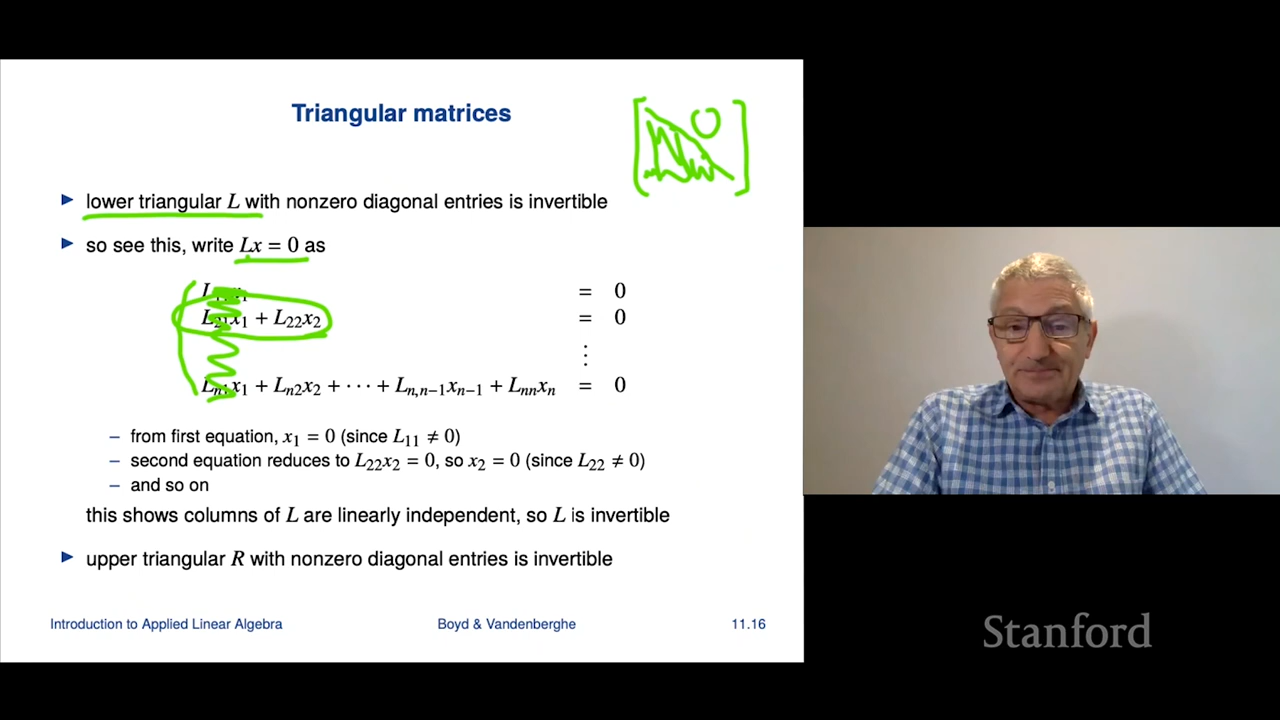 Triangular matrices
0
▶ lower triangular L with nonzero diagonal entries is invertible
▶ so see this, write Lx = 0 as
= 0
L₂₁x₁ + L₂₂x₂ = 0
⋮
Lₙ₁x₁ + Lₙ₂x₂ + ⋯ + Lₙ,ₙ₋₁xₙ₋₁ + Lₙₙxₙ = 0
– from first equation, x₁ = 0 (since L₁₁ ≠ 0)
– second equation reduces to L₂₂x₂ = 0, so x₂ = 0 (since L₂₂ ≠ 0)
– and so on
this shows columns of L are linearly independent, so L is invertible
▶ upper triangular R with nonzero diagonal entries is invertible
Introduction to Applied Linear Algebra Boyd & Vandenberghe 11.16
Stanford